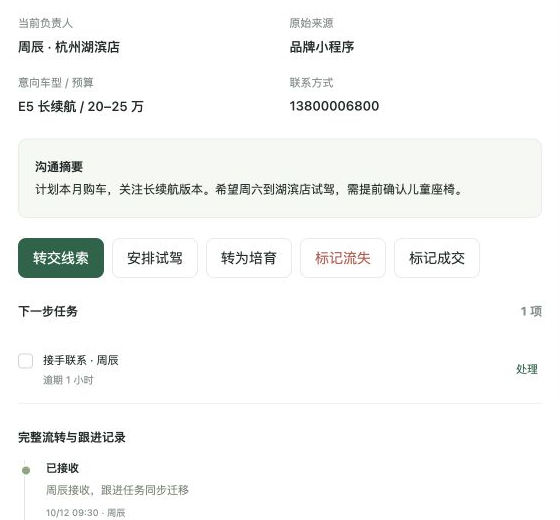 当前负责人
原始来源
周辰 · 杭州湖滨店
品牌小程序
意向车型 / 预算
联系方式
E5 长续航 / 20–25 万
13800006800
沟通摘要
计划本月购车，关注长续航版本。希望周六到湖滨店试驾，需提前确认儿童座椅。
转交线索
安排试驾
转为培育
标记流失
标记成交
下一步任务
1 项
接手联系 · 周辰
处理
逾期 1 小时
完整流转与跟进记录
已接收
周辰接收，跟进任务同步迁移
10/12 09:30 · 周辰